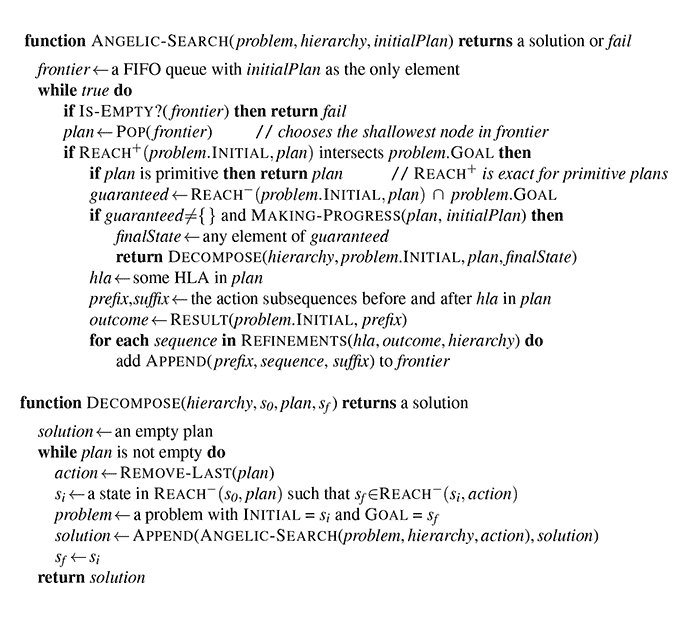 function ANGELIC-SEARCH(problem, hierarchy, initialPlan) returns a solution or fail
frontier ← a FIFO queue with initialPlan as the only element
while true do
if IS-EMPTY?(frontier) then return fail
plan ← POP(frontier) // chooses the shallowest node in frontier
if REACH⁺(problem.INITIAL, plan) intersects problem.GOAL then
if plan is primitive then return plan // REACH⁺ is exact for primitive plans
guaranteed ← REACH⁻(problem.INITIAL, plan) ∩ problem.GOAL
if guaranteed≠{ } and MAKING-PROGRESS(plan, initialPlan) then
finalState ← any element of guaranteed
return DECOMPOSE(hierarchy, problem.INITIAL, plan, finalState)
hla ← some HLA in plan
prefix,suffix ← the action subsequences before and after hla in plan
outcome ← RESULT(problem.INITIAL, prefix)
for each sequence in REFINEMENTS(hla, outcome, hierarchy) do
add APPEND(prefix, sequence, suffix) to frontier
function DECOMPOSE(hierarchy, s₀, plan, s_f) returns a solution
solution ← an empty plan
while plan is not empty do
action ← REMOVE-LAST(plan)
sᵢ ← a state in REACH⁻(s₀, plan) such that s_f∈REACH⁻(sᵢ, action)
problem ← a problem with INITIAL = sᵢ and GOAL = s_f
solution ← APPEND(ANGELIC-SEARCH(problem, hierarchy, action), solution)
s_f ← sᵢ
return solution